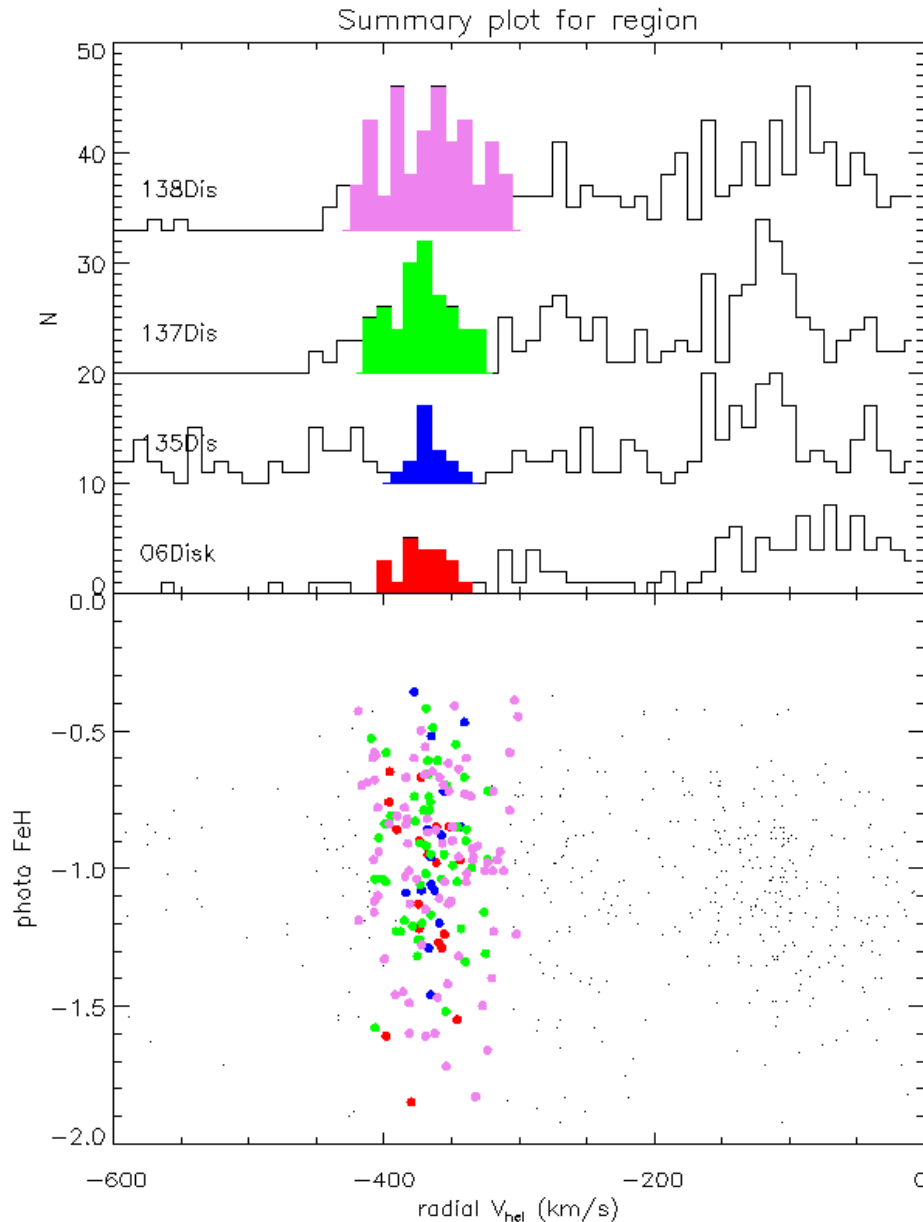 Summary plot for region
50
40
138Dis
30
N
137Dis
20
135Dis
10
06Disk
0
0.0
-0.5
photo FeH
-1.0
-1.5
-2.0
-600
-400
-200
0
radial V_hel (km/s)